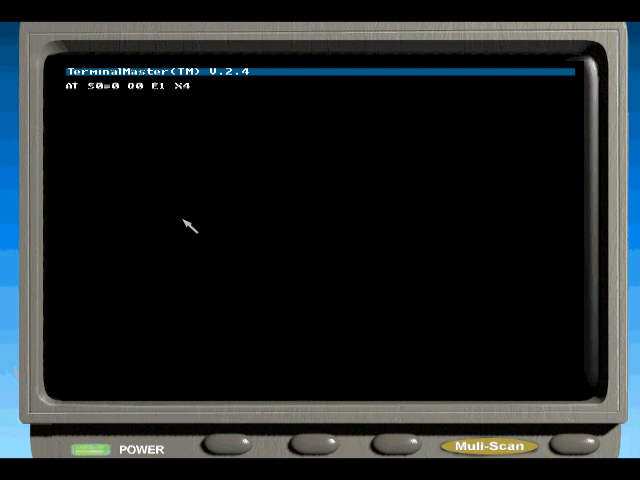 TerminalMaster(TM) V.2.4
AT S0=0 Q0 E1 X4
POWER
Muli-Scan